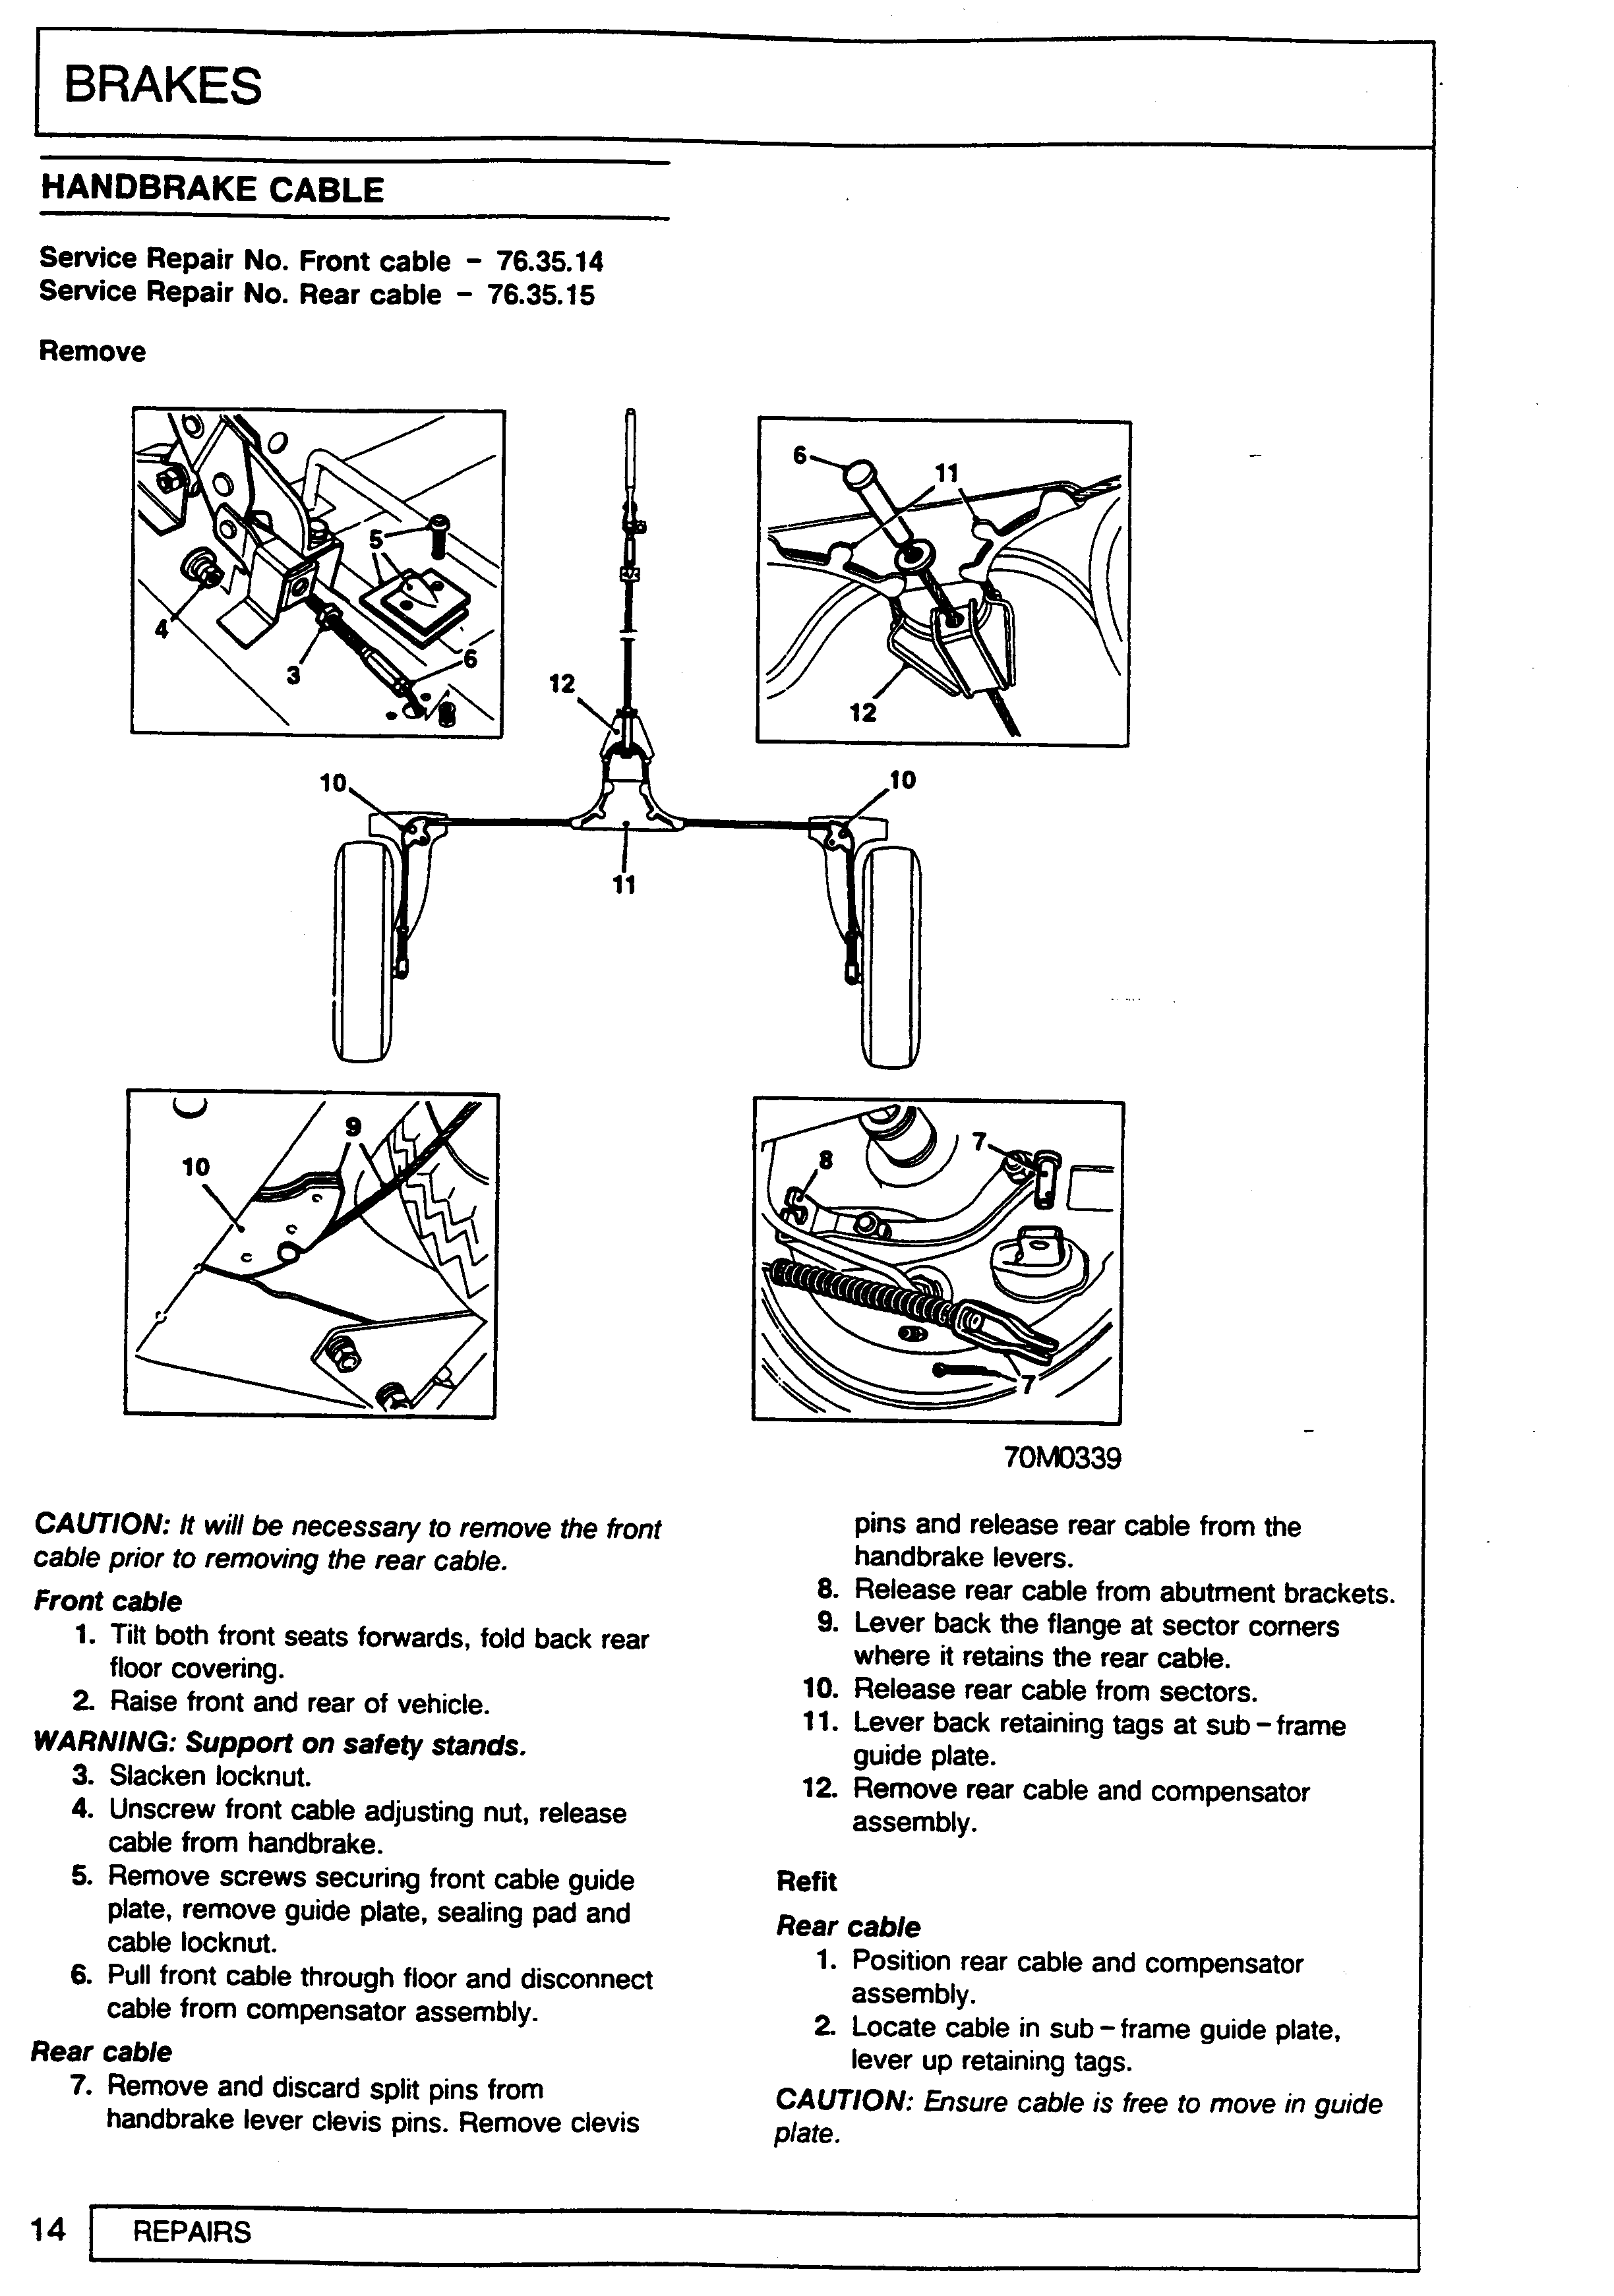 BRAKES
HANDBRAKE CABLE
Service Repair No. Front cable - 76.35.14
Service Repair No. Rear cable - 76.35.15
Remove
6
11
5
4
3
6
12
12
10
10
11
9
10
7
8
7
70M0339
CAUTION: It will be necessary to remove the front
cable prior to removing the rear cable.
Front cable
1. Tilt both front seats forwards, fold back rear
floor covering.
2. Raise front and rear of vehicle.
WARNING: Support on safety stands.
3. Slacken locknut.
4. Unscrew front cable adjusting nut, release
cable from handbrake.
5. Remove screws securing front cable guide
plate, remove guide plate, sealing pad and
cable locknut.
6. Pull front cable through floor and disconnect
cable from compensator assembly.
Rear cable
7. Remove and discard split pins from
handbrake lever clevis pins. Remove clevis
pins and release rear cable from the
handbrake levers.
8. Release rear cable from abutment brackets.
9. Lever back the flange at sector corners
where it retains the rear cable.
10. Release rear cable from sectors.
11. Lever back retaining tags at sub-frame
guide plate.
12. Remove rear cable and compensator
assembly.
Refit
Rear cable
1. Position rear cable and compensator
assembly.
2. Locate cable in sub-frame guide plate,
lever up retaining tags.
CAUTION: Ensure cable is free to move in guide
plate.
14
REPAIRS